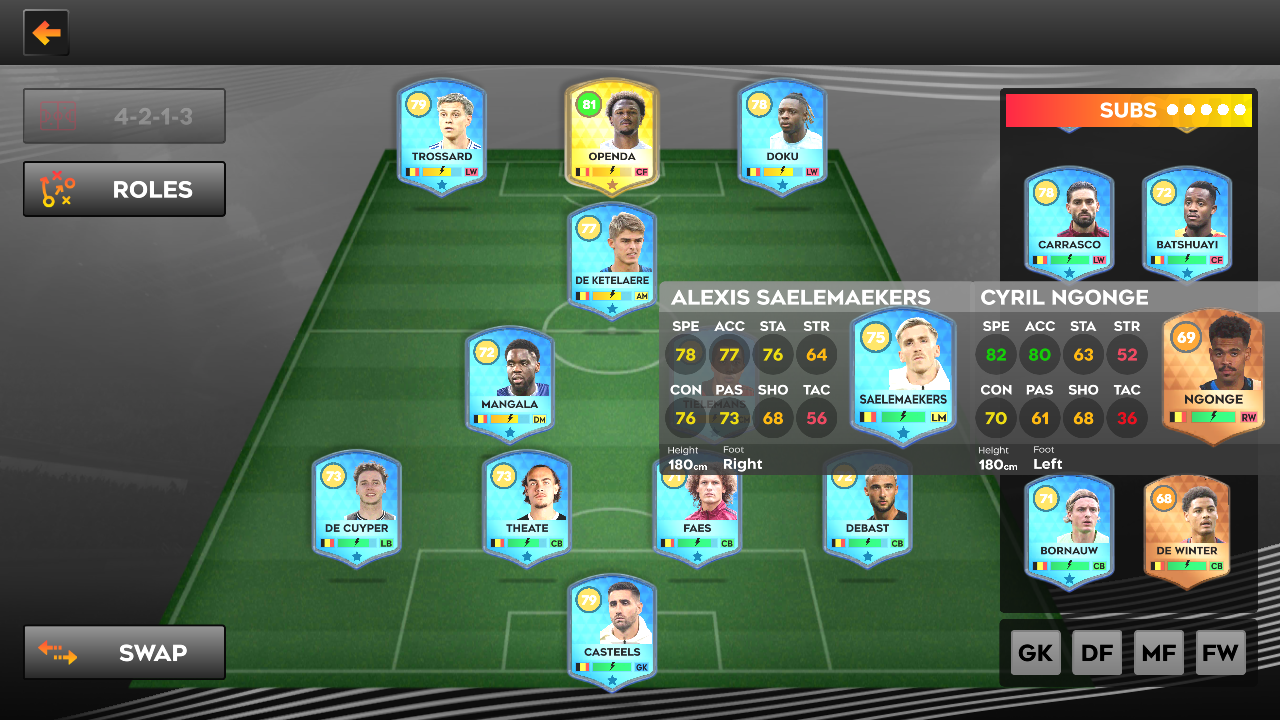 4-2-1-3
ROLES
SWAP
79
TROSSARD
LW
81
OPENDA
CF
78
DOKU
LW
77
DE KETELAERE
AM
72
MANGALA
DM
TIELEMANS
73
DE CUYPER
LB
73
THEATE
CB
71
FAES
CB
72
DEBAST
CB
79
CASTEELS
GK
ALEXIS SAELEMAEKERS
SPE ACC STA STR
78 77 76 64
CON PAS SHO TAC
76 73 68 56
Height Foot
180cm Right
75
SAELEMAEKERS
LM
CYRIL NGONGE
SPE ACC STA STR
82 80 63 52
CON PAS SHO TAC
70 61 68 36
Height Foot
180cm Left
69
NGONGE
RW
SUBS
78
CARRASCO
LW
72
BATSHUAYI
CF
71
BORNAUW
CB
68
DE WINTER
CB
GK DF MF FW